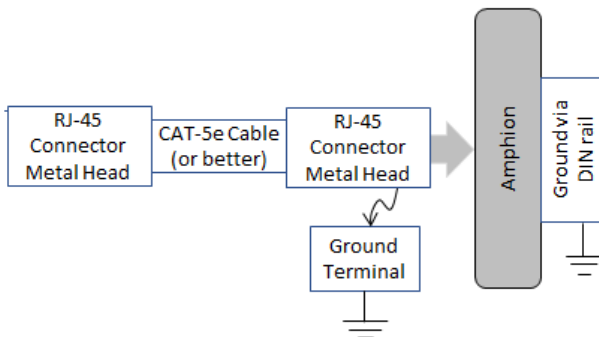 RJ-45
Connector
Metal Head
CAT-5e Cable
(or better)
RJ-45
Connector
Metal Head
Ground
Terminal
Amphion
Ground via
DIN rail